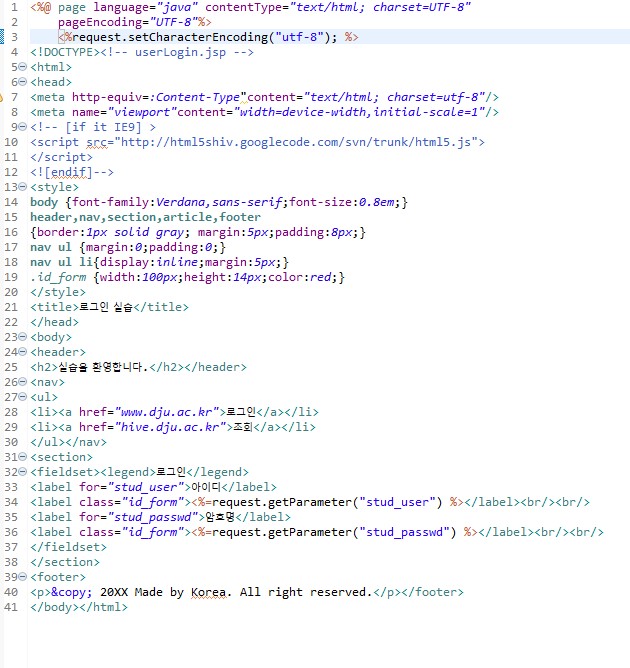 1 <%@ page language="java" contentType="text/html; charset=UTF-8"
2 pageEncoding="UTF-8"%>
3 <%request.setCharacterEncoding("utf-8"); %>
4 <!DOCTYPE><!-- userLogin.jsp -->
5 <html>
6 <head>
7 <meta http-equiv=:Content-Type"content="text/html; charset=utf-8"/>
8 <meta name="viewport"content="width=device-width,initial-scale=1"/>
9 <!-- [if it IE9] >
10 <script src="http://html5shiv.googlecode.com/svn/trunk/html5.js">
11 </script>
12 <![endif]-->
13 <style>
14 body {font-family:Verdana,sans-serif;font-size:0.8em;}
15 header,nav,section,article,footer
16 {border:1px solid gray; margin:5px;padding:8px;}
17 nav ul {margin:0;padding:0;}
18 nav ul li{display:inline;margin:5px;}
19 .id_form {width:100px;height:14px;color:red;}
20 </style>
21 <title>로그인 실습</title>
22 </head>
23 <body>
24 <header>
25 <h2>실습을 환영합니다.</h2></header>
26 <nav>
27 <ul>
28 <li><a href="www.dju.ac.kr">로그인</a></li>
29 <li><a href="hive.dju.ac.kr">조회</a></li>
30 </ul></nav>
31 <section>
32 <fieldset><legend>로그인</legend>
33 <label for="stud_user">아이디</label>
34 <label class="id_form"><%=request.getParameter("stud_user") %></label><br/><br/>
35 <label for="stud_passwd">암호명</label>
36 <label class="id_form"><%=request.getParameter("stud_passwd") %></label><br/><br/>
37 </fieldset>
38 </section>
39 <footer>
40 <p>&copy; 20XX Made by Korea. All right reserved.</p></footer>
41 </body></html>